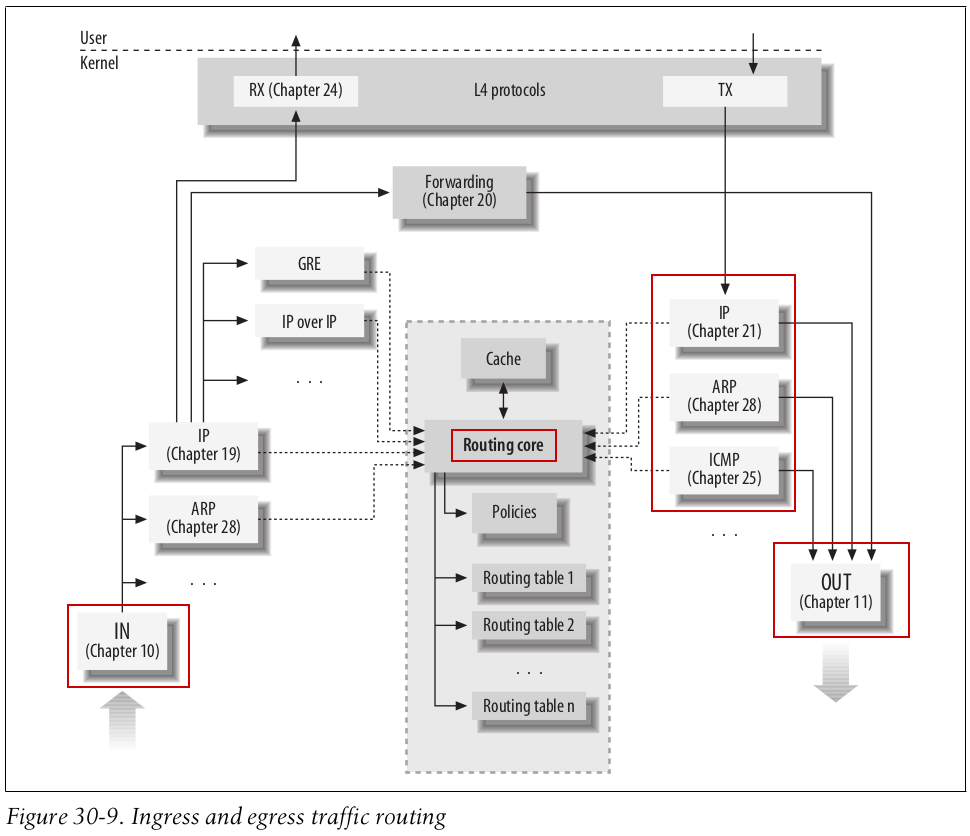 User
Kernel
RX (Chapter 24)
L4 protocols
TX
Forwarding
(Chapter 20)
GRE
IP over IP
. . .
IP
(Chapter 19)
ARP
(Chapter 28)
. . .
IN
(Chapter 10)
Cache
Routing core
Policies
Routing table 1
Routing table 2
. . .
Routing table n
IP
(Chapter 21)
ARP
(Chapter 28)
ICMP
(Chapter 25)
. . .
OUT
(Chapter 11)
Figure 30-9. Ingress and egress traffic routing